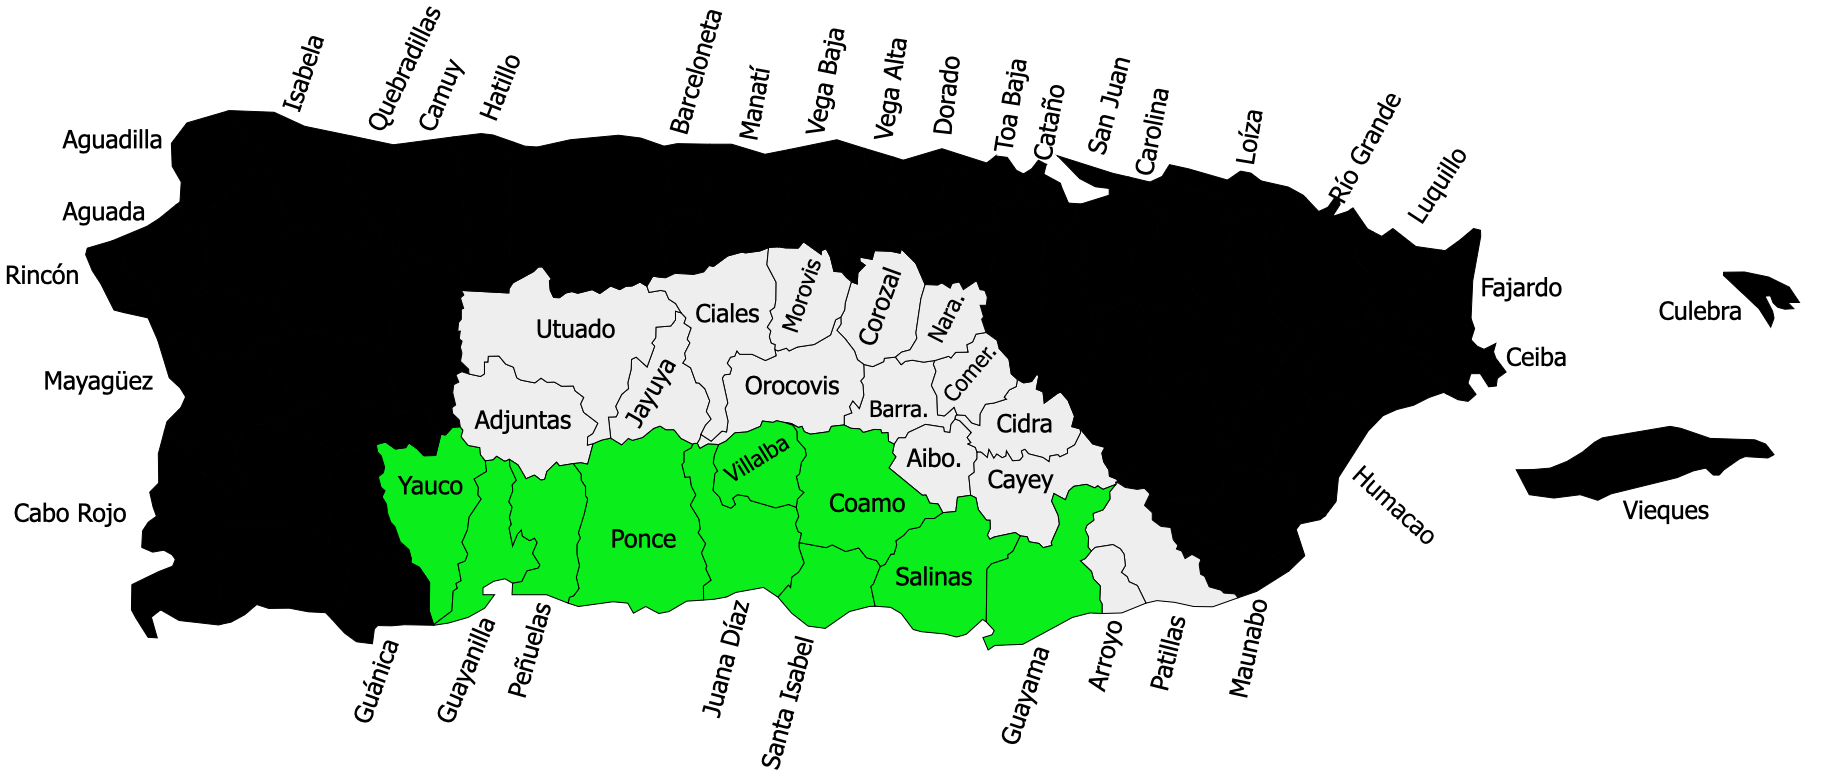 Isabela
Quebradillas
Camuy
Hatillo
Barceloneta
Manatí
Vega Baja
Vega Alta
Dorado
Toa Baja
Cataño
San Juan
Carolina
Loíza
Río Grande
Luquillo
Aguadilla
Aguada
Rincón
Mayagüez
Cabo Rojo
Fajardo
Culebra
Ceiba
Vieques
Humacao
Utuado
Ciales
Morovis
Corozal
Nara.
Jayuya
Orocovis
Comer.
Adjuntas
Barra.
Cidra
Villalba
Aibo.
Cayey
Yauco
Coamo
Ponce
Salinas
Guánica
Guayanilla
Peñuelas
Juana Díaz
Santa Isabel
Guayama
Arroyo
Patillas
Maunabo